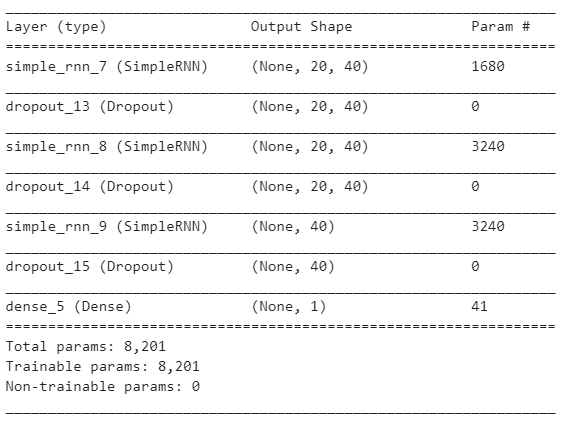 _________________________________________________________________
Layer (type)                 Output Shape              Param #
=================================================================
simple_rnn_7 (SimpleRNN)     (None, 20, 40)            1680
_________________________________________________________________
dropout_13 (Dropout)         (None, 20, 40)            0
_________________________________________________________________
simple_rnn_8 (SimpleRNN)     (None, 20, 40)            3240
_________________________________________________________________
dropout_14 (Dropout)         (None, 20, 40)            0
_________________________________________________________________
simple_rnn_9 (SimpleRNN)     (None, 40)                3240
_________________________________________________________________
dropout_15 (Dropout)         (None, 40)                0
_________________________________________________________________
dense_5 (Dense)              (None, 1)                 41
=================================================================
Total params: 8,201
Trainable params: 8,201
Non-trainable params: 0
_________________________________________________________________